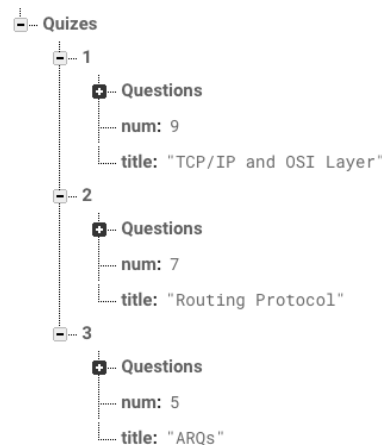 Quizes
1
Questions
num: 9
title: "TCP/IP and OSI Layer"
2
Questions
num: 7
title: "Routing Protocol"
3
Questions
num: 5
title: "ARQs"